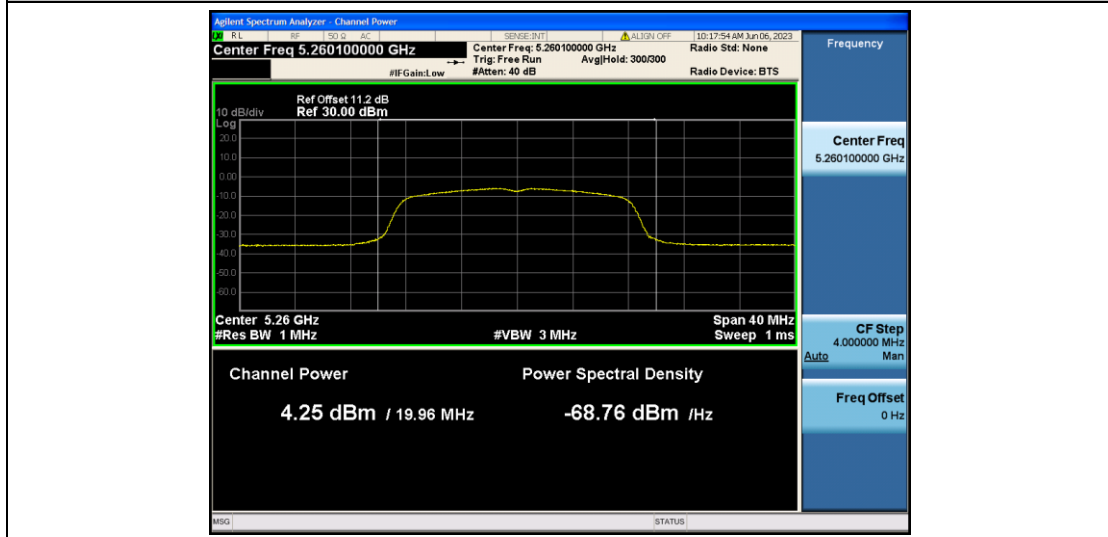 Agilent Spectrum Analyzer - Channel Power
RL RF 50 Ω AC SENSE:INT ALIGN OFF 10:17:54 AM Jun 06, 2023
Center Freq 5.260100000 GHz
Center Freq: 5.260100000 GHz
Radio Std: None
Trig: Free Run Avg|Hold: 300/300
#IFGain:Low #Atten: 40 dB Radio Device: BTS
Ref Offset 11.2 dB
10 dB/div Ref 30.00 dBm
Log
20.0
10.0
0.00
-10.0
-20.0
-30.0
-40.0
-50.0
-60.0
Center 5.26 GHz Span 40 MHz
#Res BW 1 MHz #VBW 3 MHz Sweep 1 ms
Channel Power Power Spectral Density
4.25 dBm / 19.96 MHz -68.76 dBm /Hz
MSG STATUS
Frequency
Center Freq
5.260100000 GHz
CF Step
4.000000 MHz
Auto Man
Freq Offset
0 Hz